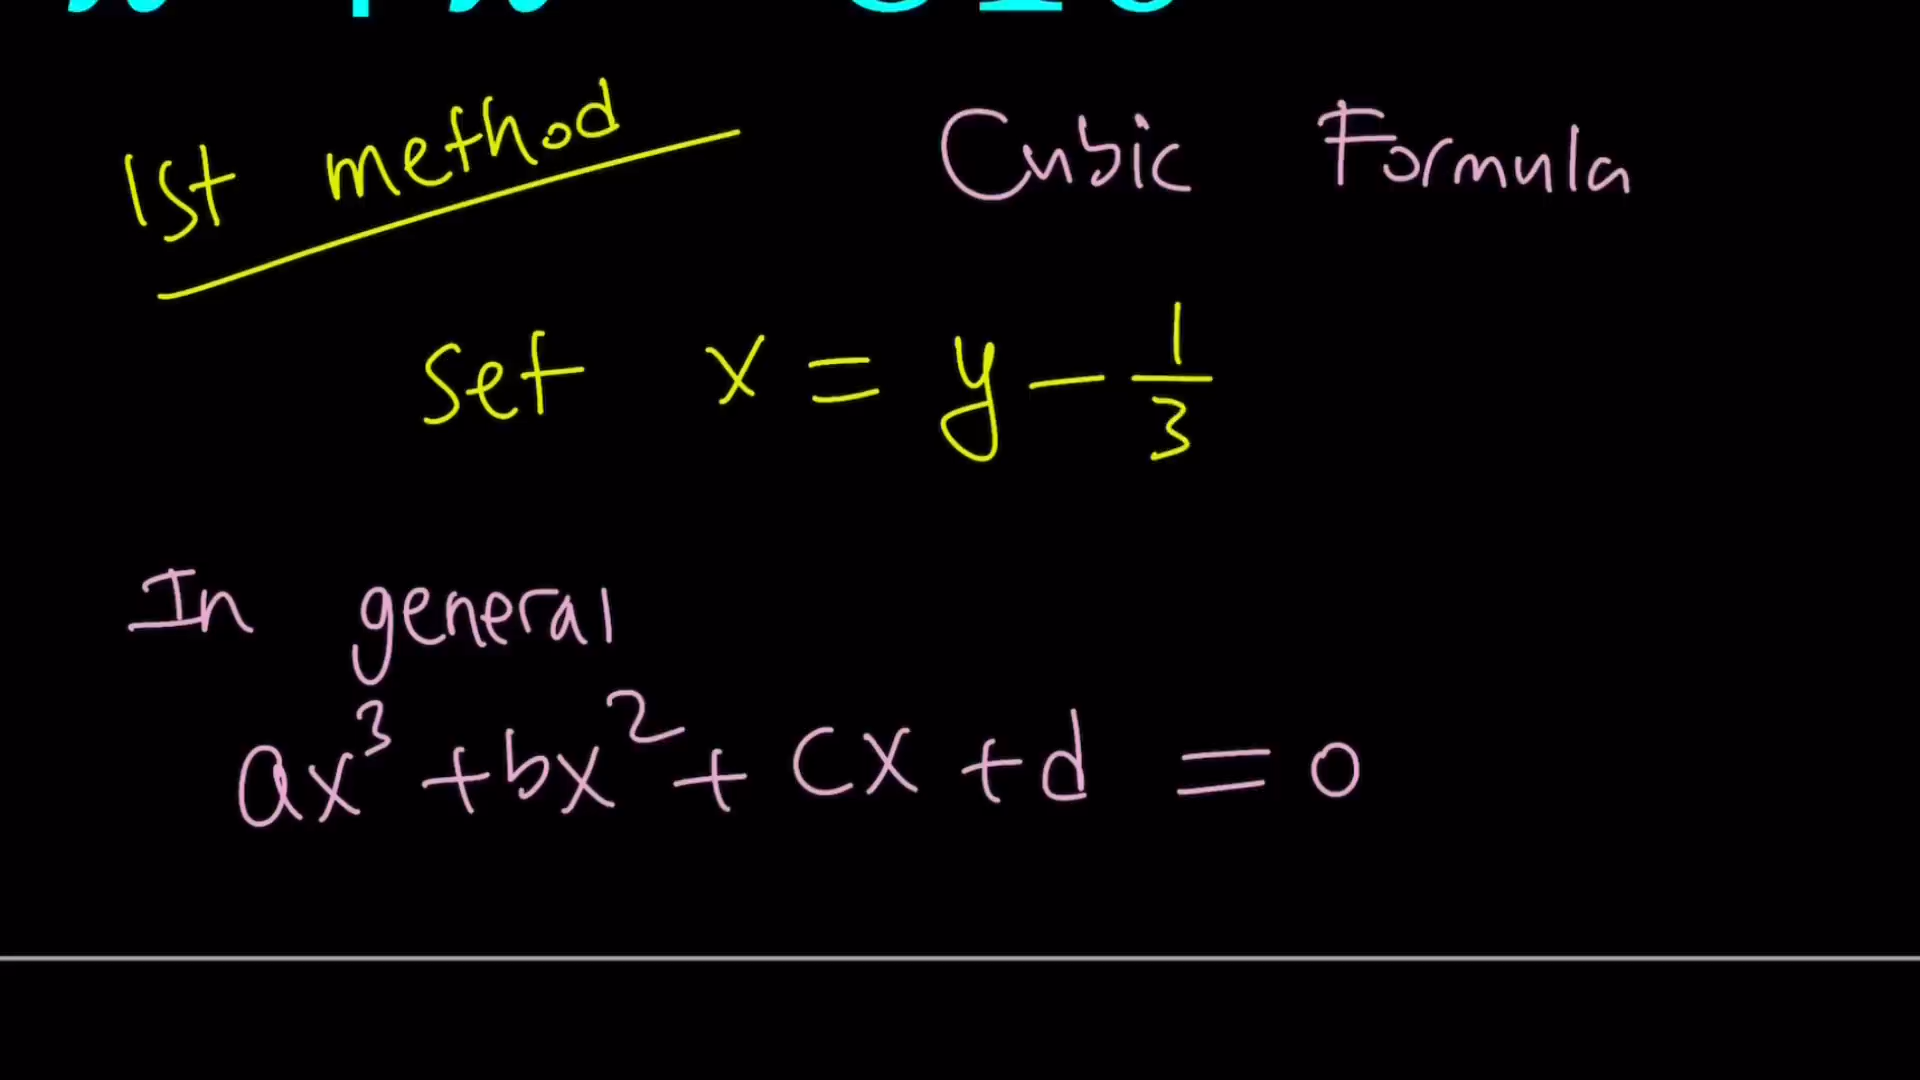 1st method
Cubic Formula
Set x = y - 1/3
In general
ax³ + bx² + cx + d = 0